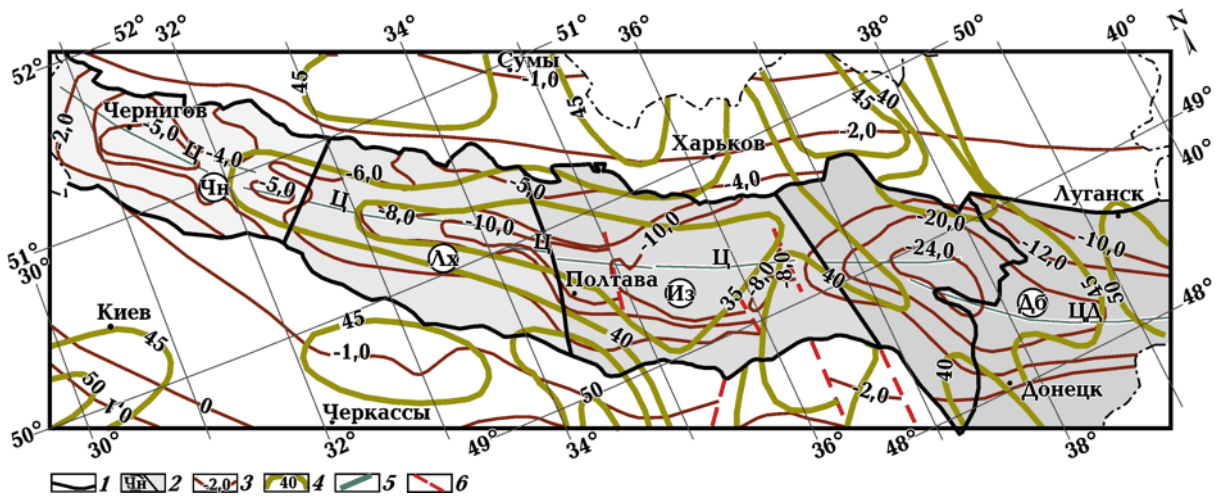 52° 32° 34° 51° 36° 38° 50° 40° N
52°
Сумы
45 -1,0 45 45 40
49°
Чернигов
-2,0 -5,0 Харьков -2,0
40°
Ц -4,0
Чн -5,0 -6,0 -5,0 -4,0 Луганск
Ц -8,0 -10,0 -10,0 -20,0 -10,0
Ц Ц -24,0 -12,0
51° Лх
30° Полтава Из 35 -8,0 -8,0 40 45 50 48°
Дб ЦД
Киев 45 45 40
-1,0 40
50 Донецк
0,1 0 -2,0
Черкассы 50
50° 30° 32° 49° 34° 36° 48° 38°
1 Чн 2 -2,0 3 40 4 5 6